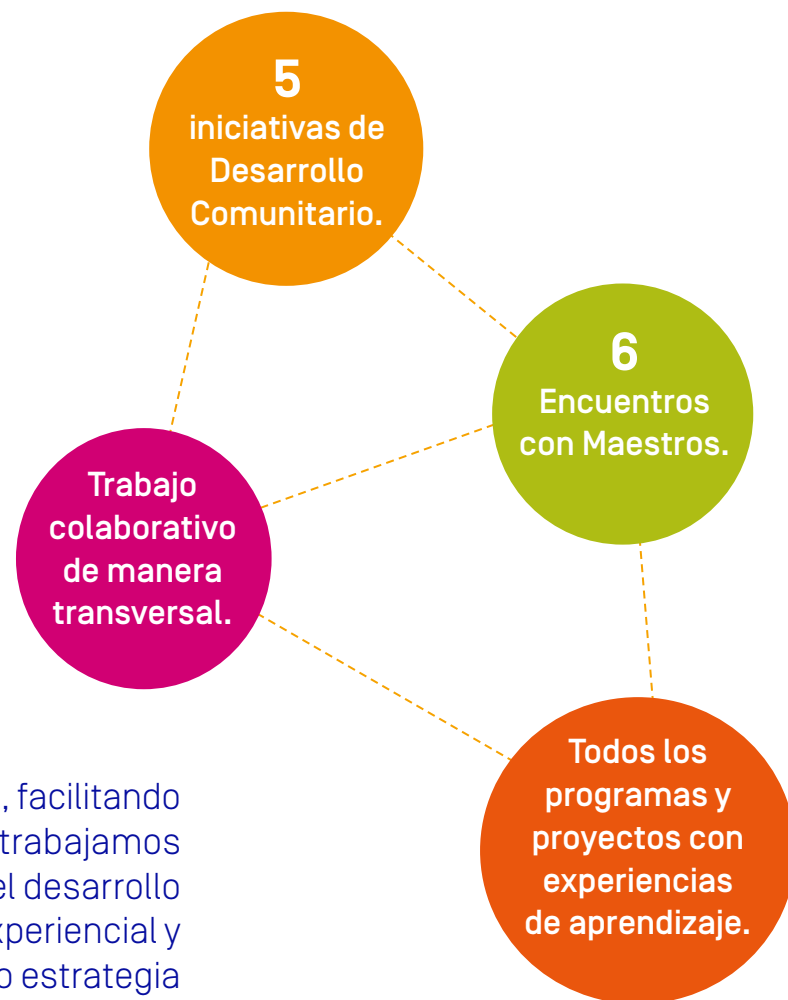 5
iniciativas de
Desarrollo
Comunitario.
6
Encuentros
con Maestros.
Trabajo
colaborativo
de manera
transversal.
Todos los
programas y
proyectos con
experiencias
de aprendizaje.
, facilitando
trabajamos
el desarrollo
xperiencial y
o estrategia